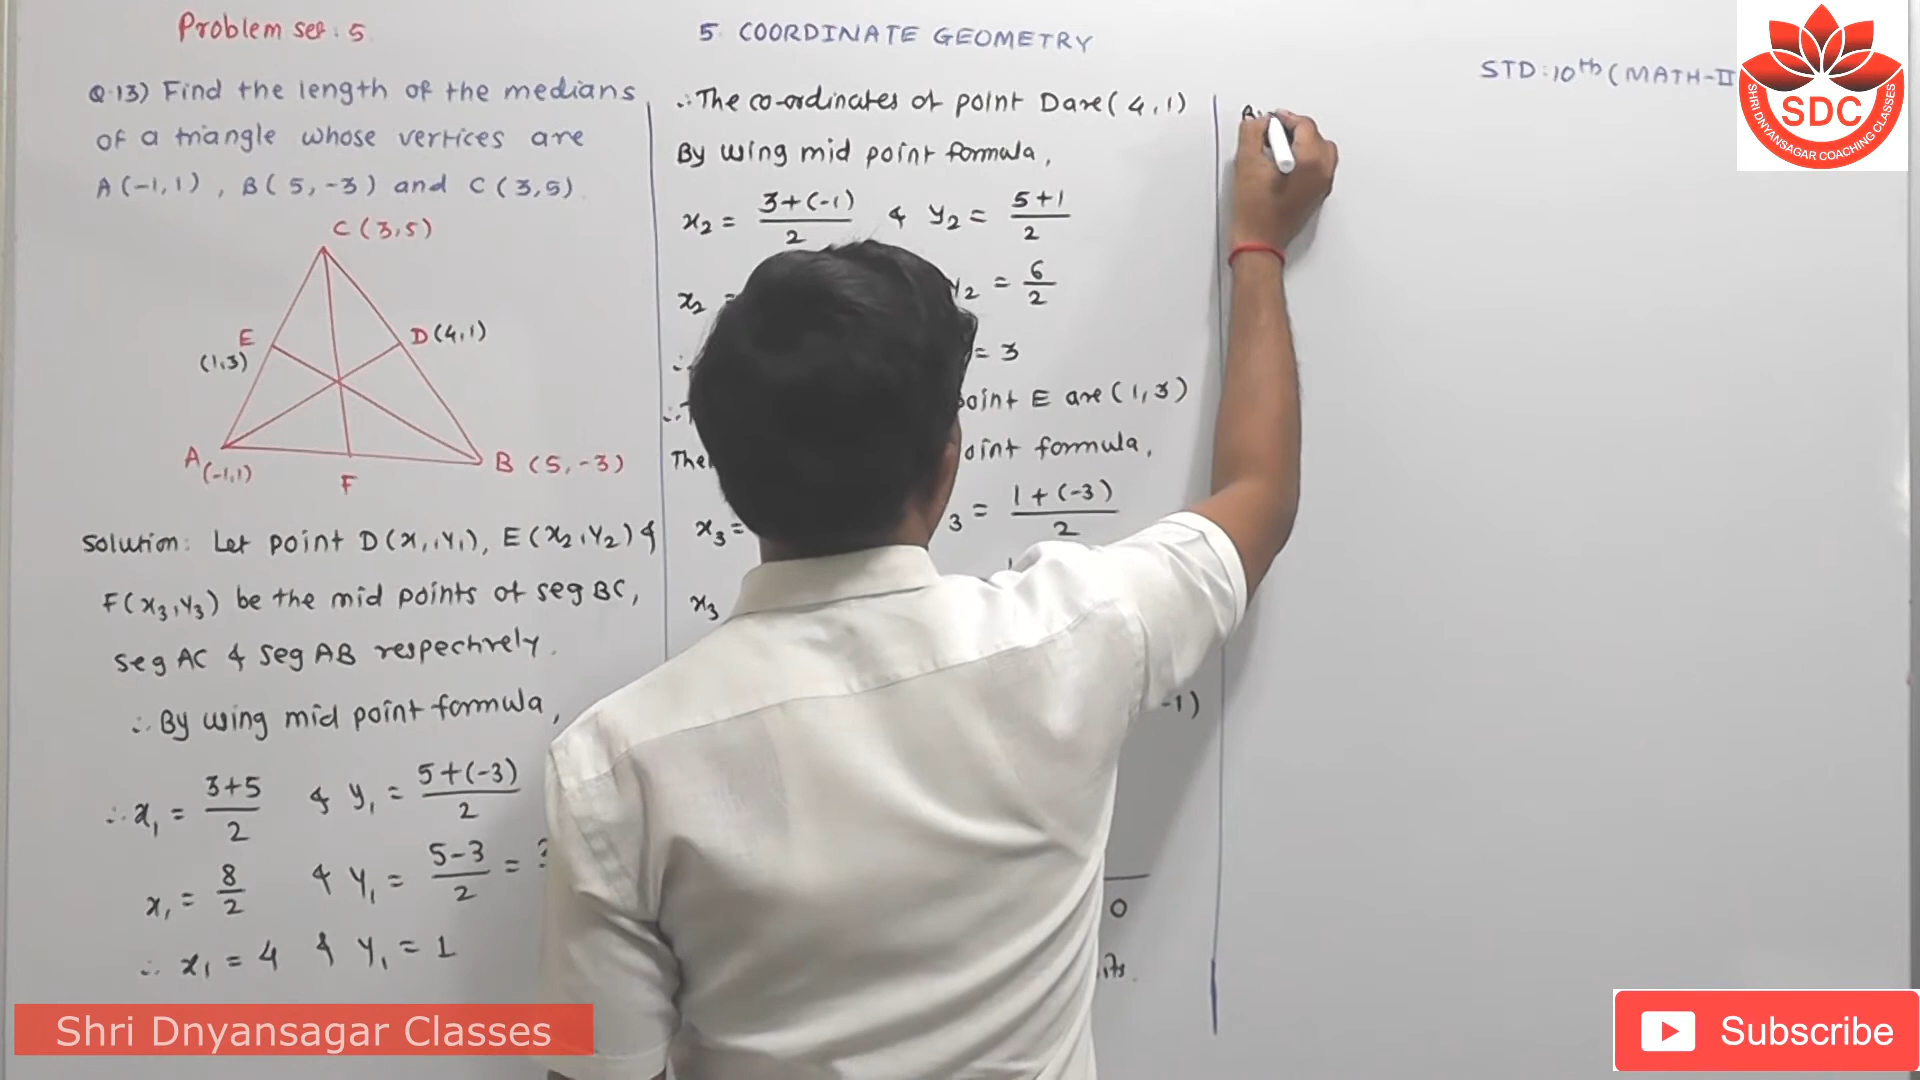 Problem set : 5
5. COORDINATE GEOMETRY
STD : 10th (MATH-II
SDC
SHRI DNYANSAGAR COACHING CLASSES
Q.13) Find the length of the medians
of a triangle whose vertices are
A (-1, 1) , B ( 5, -3 ) and C ( 3, 5 )
C ( 3, 5 )
E
(1, 3)
D (4, 1)
A (-1, 1)
B ( 5, -3 )
F
Solution: Let point D (x1, y1), E (x2, y2) &
F (x3, y3) be the mid points of seg BC,
seg AC & seg AB respectively.
∴ By using mid point formula,
∴ x1 = 3+5/2 & y1 = 5+(-3)/2
x1 = 8/2 & y1 = 5-3/2 =
∴ x1 = 4 & y1 = 1
∴ The co-ordinates of point D are ( 4, 1 )
By using mid point formula,
x2 = 3+(-1)/2 & y2 = 5+1/2
x2 = y2 = 6/2
= 3
point E are ( 1, 3 )
point formula,
x3 = 3 = 1+(-3)/2
x3
-1 )
0
Shri Dnyansagar Classes
Subscribe